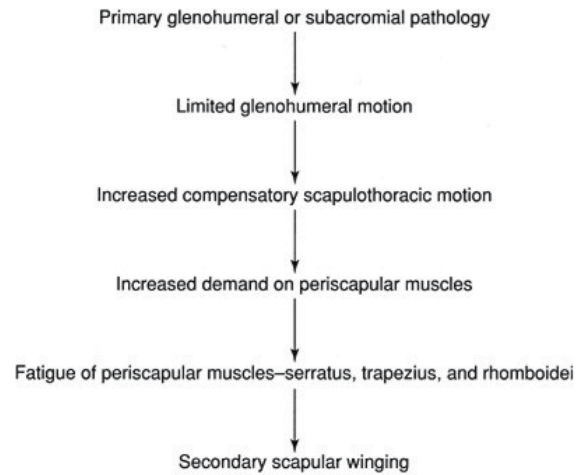 Primary glenohumeral or subacromial pathology
Limited glenohumeral motion
Increased compensatory scapulothoracic motion
Increased demand on periscapular muscles
Fatigue of periscapular muscles–serratus, trapezius, and rhomboidei
Secondary scapular winging